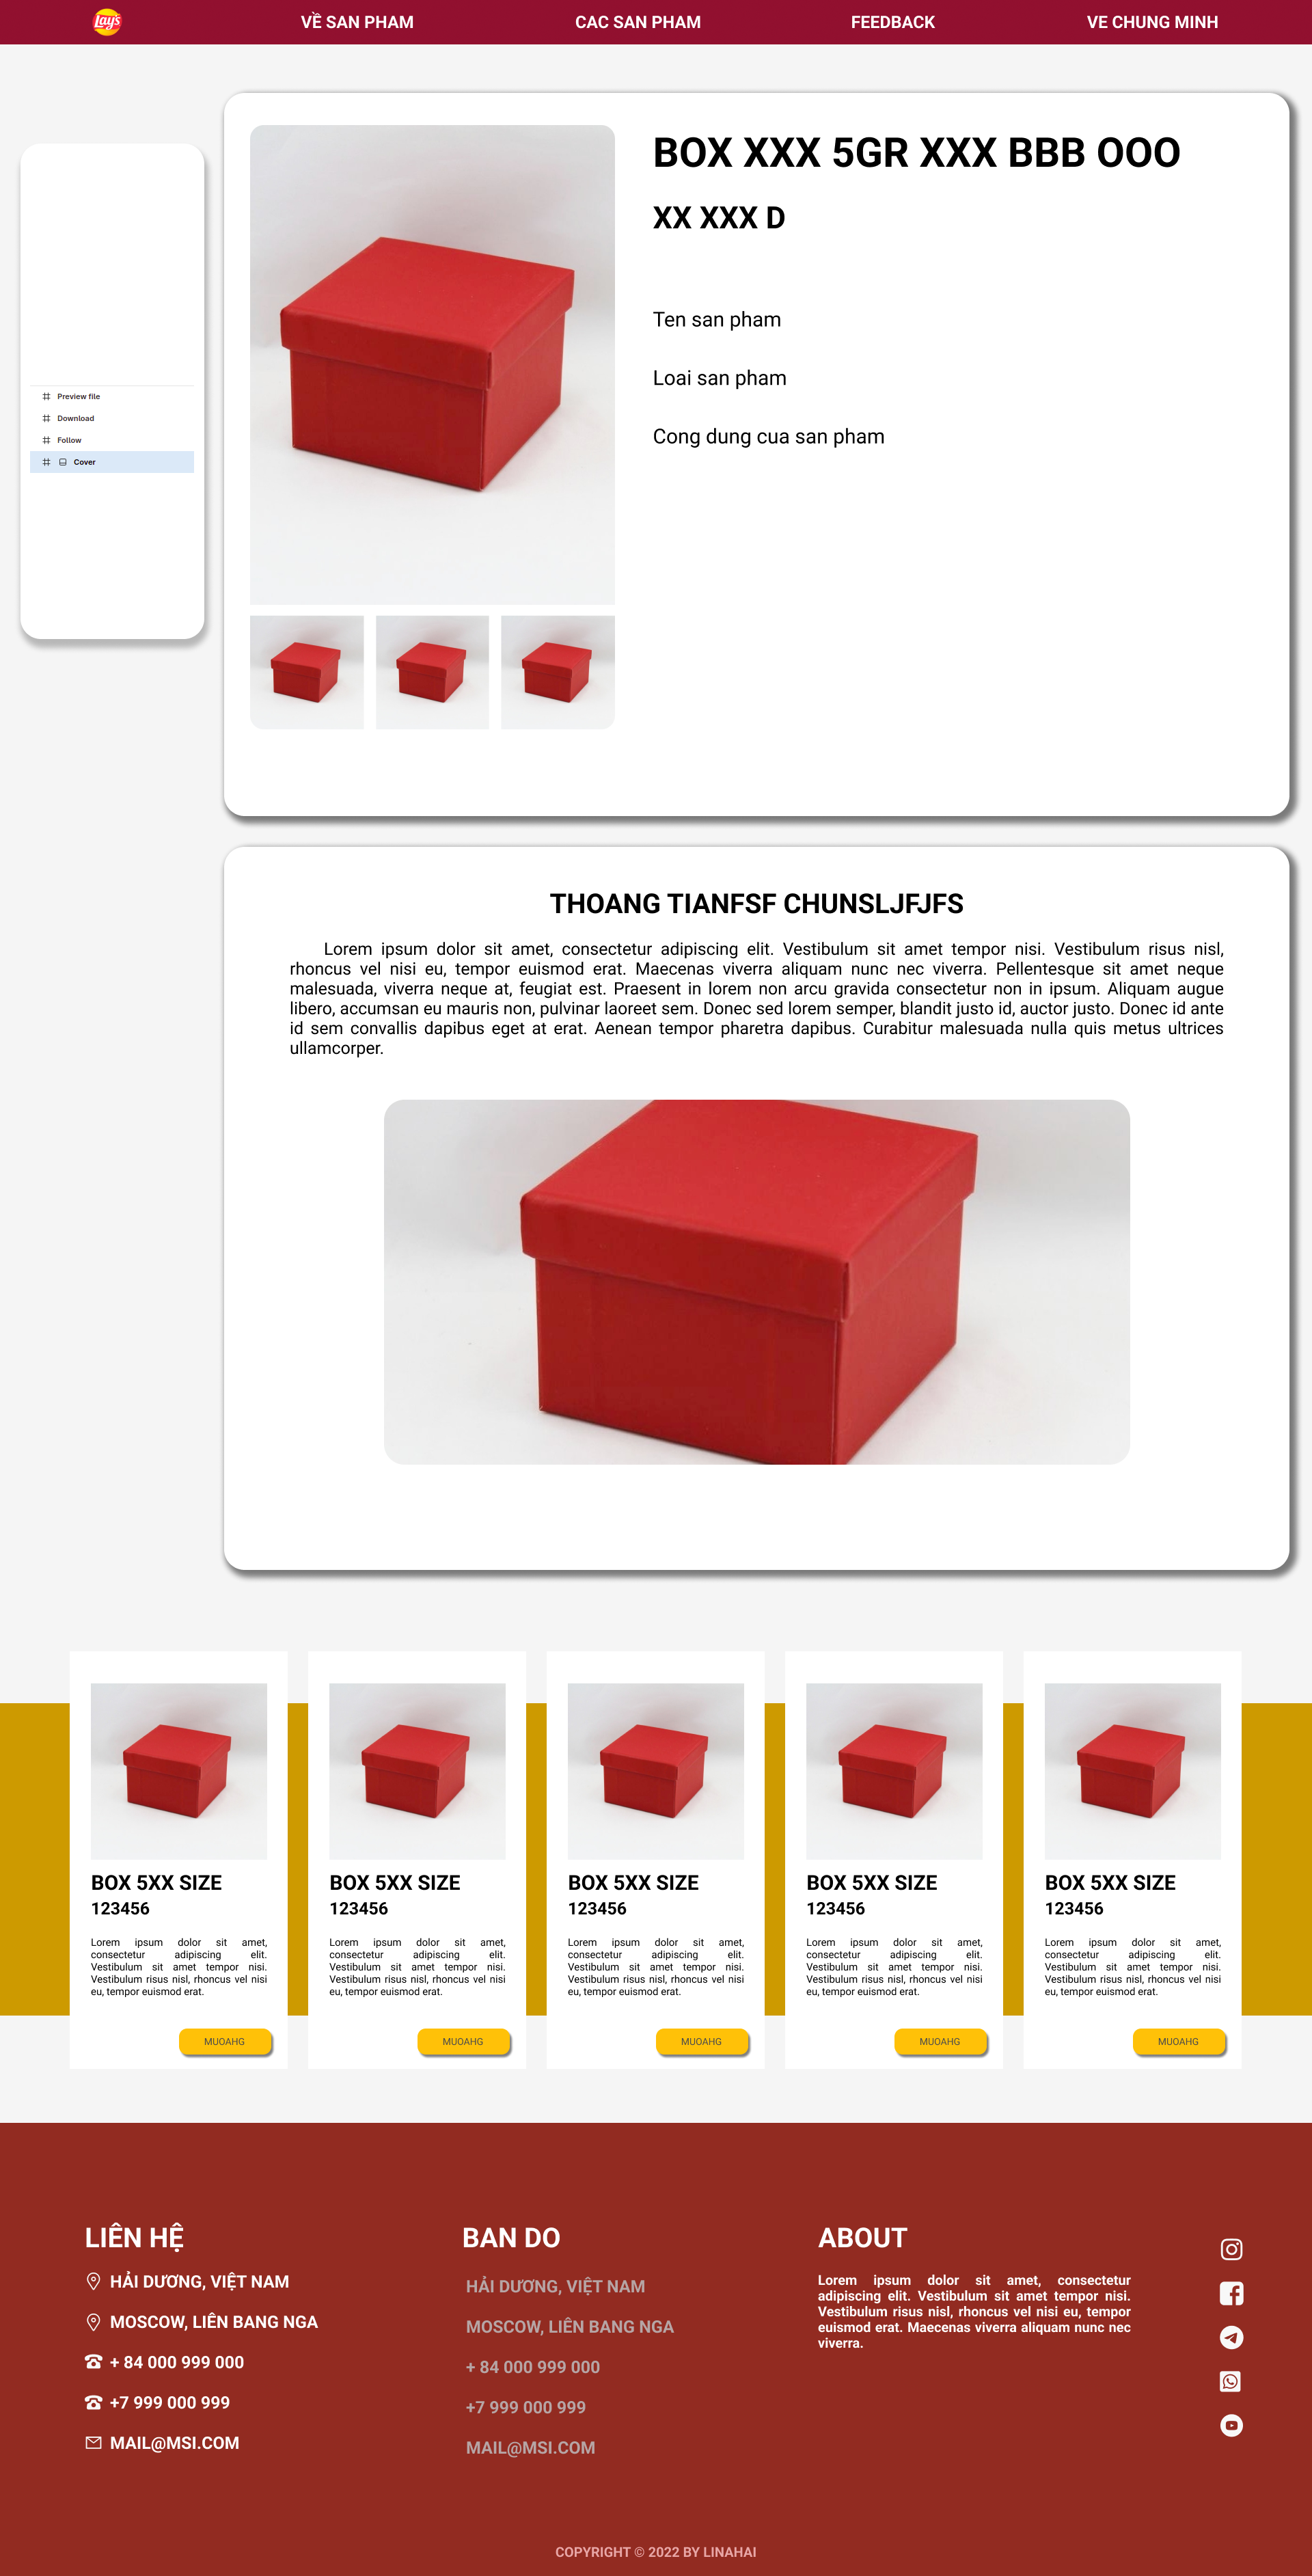 Lay's
VỀ SAN PHAM
CAC SAN PHAM
FEEDBACK
VE CHUNG MINH
Preview file
Download
Follow
Cover
BOX XXX 5GR XXX BBB OOO
XX XXX D
Ten san pham
Loai san pham
Cong dung cua san pham
THOANG TIANFSF CHUNSLJFJFS
Lorem ipsum dolor sit amet, consectetur adipiscing elit. Vestibulum sit amet tempor nisi. Vestibulum risus nisl,
rhoncus vel nisi eu, tempor euismod erat. Maecenas viverra aliquam nunc nec viverra. Pellentesque sit amet neque
malesuada, viverra neque at, feugiat est. Praesent in lorem non arcu gravida consectetur non in ipsum. Aliquam augue
libero, accumsan eu mauris non, pulvinar laoreet sem. Donec sed lorem semper, blandit justo id, auctor justo. Donec id ante
id sem convallis dapibus eget at erat. Aenean tempor pharetra dapibus. Curabitur malesuada nulla quis metus ultrices
ullamcorper.
BOX 5XX SIZE
123456
Lorem ipsum dolor sit amet,
consectetur adipiscing elit.
Vestibulum sit amet tempor nisi.
Vestibulum risus nisl, rhoncus vel nisi
eu, tempor euismod erat.
MUOAHG
BOX 5XX SIZE
123456
Lorem ipsum dolor sit amet,
consectetur adipiscing elit.
Vestibulum sit amet tempor nisi.
Vestibulum risus nisl, rhoncus vel nisi
eu, tempor euismod erat.
MUOAHG
BOX 5XX SIZE
123456
Lorem ipsum dolor sit amet,
consectetur adipiscing elit.
Vestibulum sit amet tempor nisi.
Vestibulum risus nisl, rhoncus vel nisi
eu, tempor euismod erat.
MUOAHG
BOX 5XX SIZE
123456
Lorem ipsum dolor sit amet,
consectetur adipiscing elit.
Vestibulum sit amet tempor nisi.
Vestibulum risus nisl, rhoncus vel nisi
eu, tempor euismod erat.
MUOAHG
BOX 5XX SIZE
123456
Lorem ipsum dolor sit amet,
consectetur adipiscing elit.
Vestibulum sit amet tempor nisi.
Vestibulum risus nisl, rhoncus vel nisi
eu, tempor euismod erat.
MUOAHG
LIÊN HỆ
HẢI DƯƠNG, VIỆT NAM
MOSCOW, LIÊN BANG NGA
+ 84 000 999 000
+7 999 000 999
MAIL@MSI.COM
BAN DO
HẢI DƯƠNG, VIỆT NAM
MOSCOW, LIÊN BANG NGA
+ 84 000 999 000
+7 999 000 999
MAIL@MSI.COM
ABOUT
Lorem ipsum dolor sit amet, consectetur
adipiscing elit. Vestibulum sit amet tempor nisi.
Vestibulum risus nisl, rhoncus vel nisi eu, tempor
euismod erat. Maecenas viverra aliquam nunc nec
viverra.
COPYRIGHT © 2022 BY LINAHAI